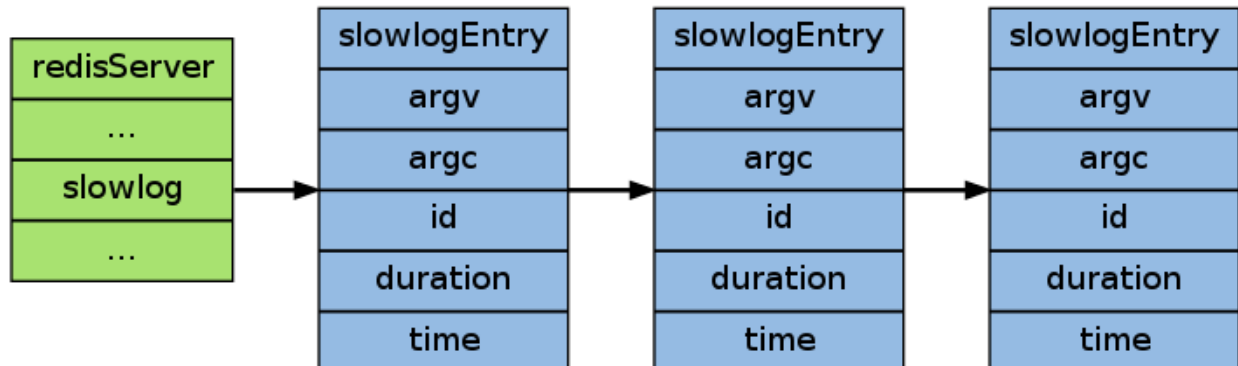 redisServer
...
slowlog
...
slowlogEntry
argv
argc
id
duration
time
slowlogEntry
argv
argc
id
duration
time
slowlogEntry
argv
argc
id
duration
time